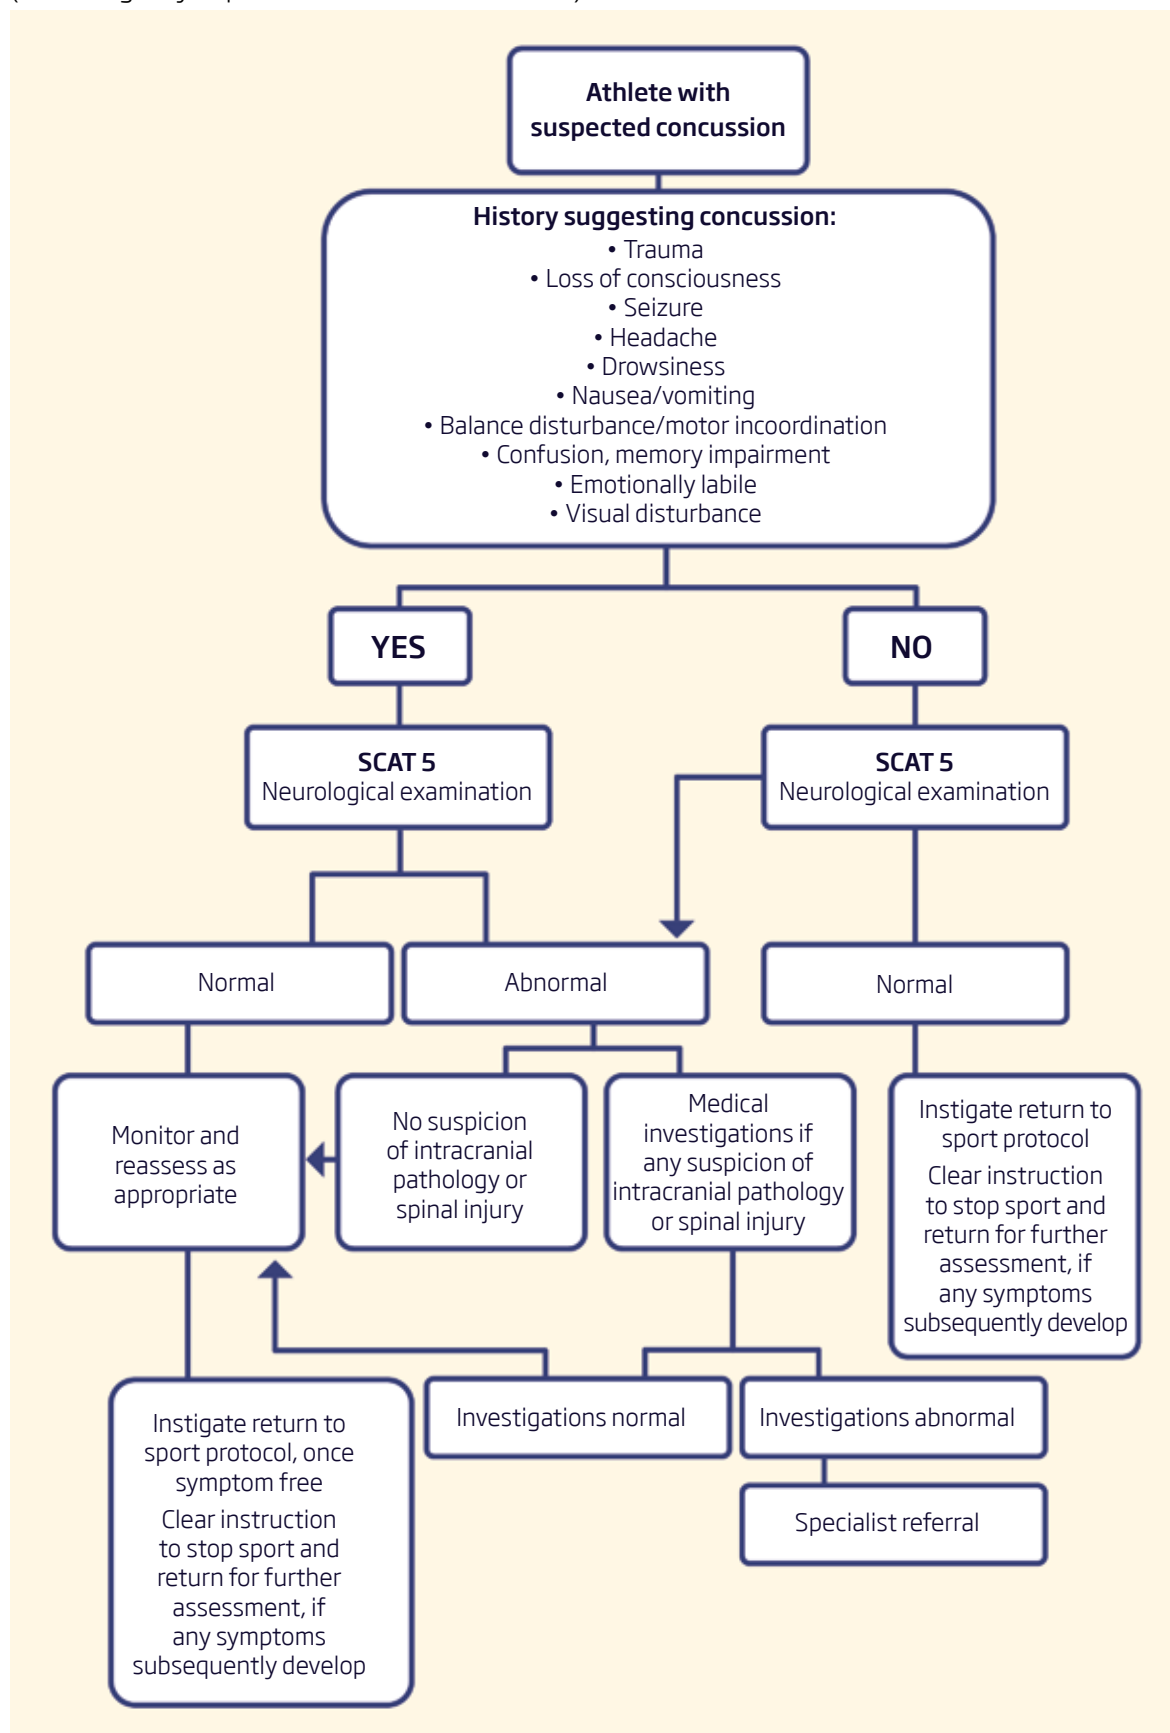 Athlete with
suspected concussion
History suggesting concussion:
• Trauma
• Loss of consciousness
• Seizure
• Headache
• Drowsiness
• Nausea/vomiting
• Balance disturbance/motor incoordination
• Confusion, memory impairment
• Emotionally labile
• Visual disturbance
YES
NO
SCAT 5
Neurological examination
SCAT 5
Neurological examination
Normal
Abnormal
Normal
Monitor and
reassess as
appropriate
No suspicion
of intracranial
pathology or
spinal injury
Medical
investigations if
any suspicion of
intracranial pathology
or spinal injury
Instigate return to
sport protocol
Clear instruction
to stop sport and
return for further
assessment, if
any symptoms
subsequently develop
Investigations normal
Investigations abnormal
Specialist referral
Instigate return to
sport protocol, once
symptom free
Clear instruction
to stop sport and
return for further
assessment, if
any symptoms
subsequently develop